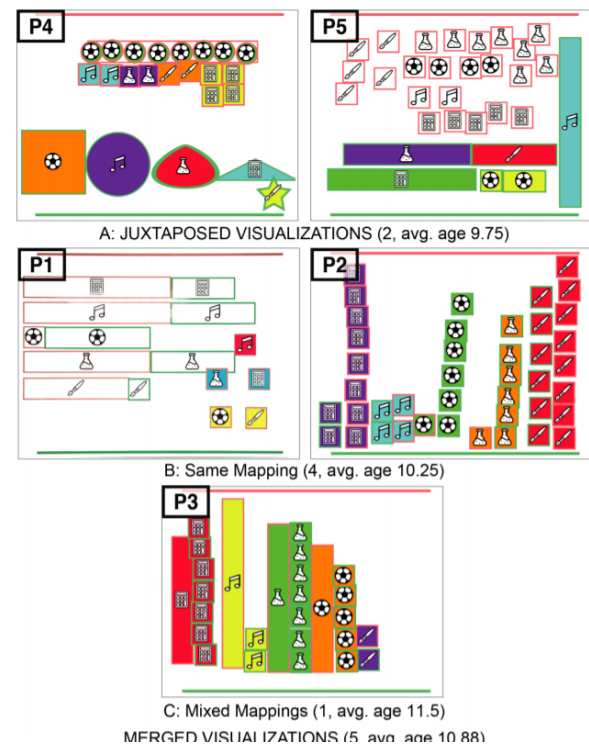 P4
P5
A: JUXTAPOSED VISUALIZATIONS (2, avg. age 9.75)
P1
P2
B: Same Mapping (4, avg. age 10.25)
P3
C: Mixed Mappings (1, avg. age 11.5)
MERGED VISUALIZATIONS (5, avg. age 10.88)